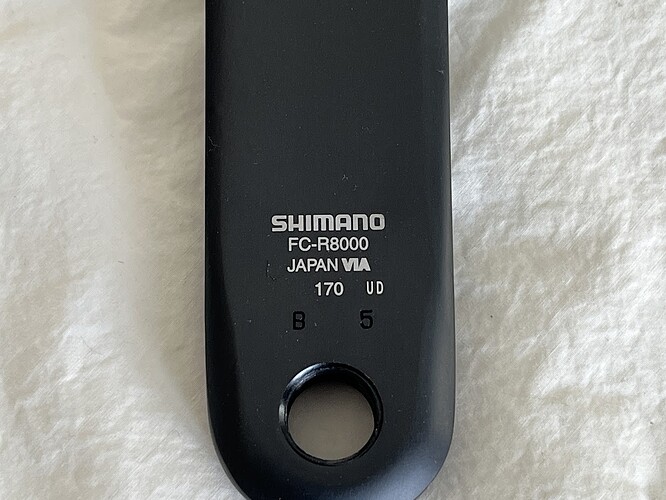 SHIMANO
FC-R8000
JAPAN VIA
170 UD
B 5